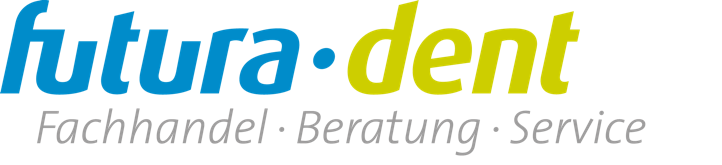 futura·dent
Fachhandel · Beratung · Service